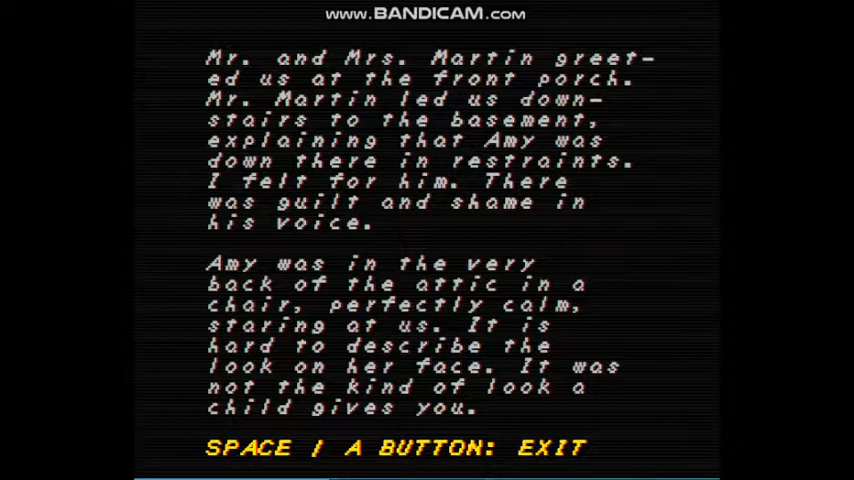 www.BANDICAM.com
Mr. and Mrs. Martin greet-
ed us at the front porch.
Mr. Martin led us down-
stairs to the basement,
explaining that Amy was
down there in restraints.
I felt for him. There
was guilt and shame in
his voice.
Amy was in the very
back of the attic in a
chair, perfectly calm,
staring at us. It is
hard to describe the
look on her face. It was
not the kind of look a
child gives you.
SPACE / A BUTTON: EXIT